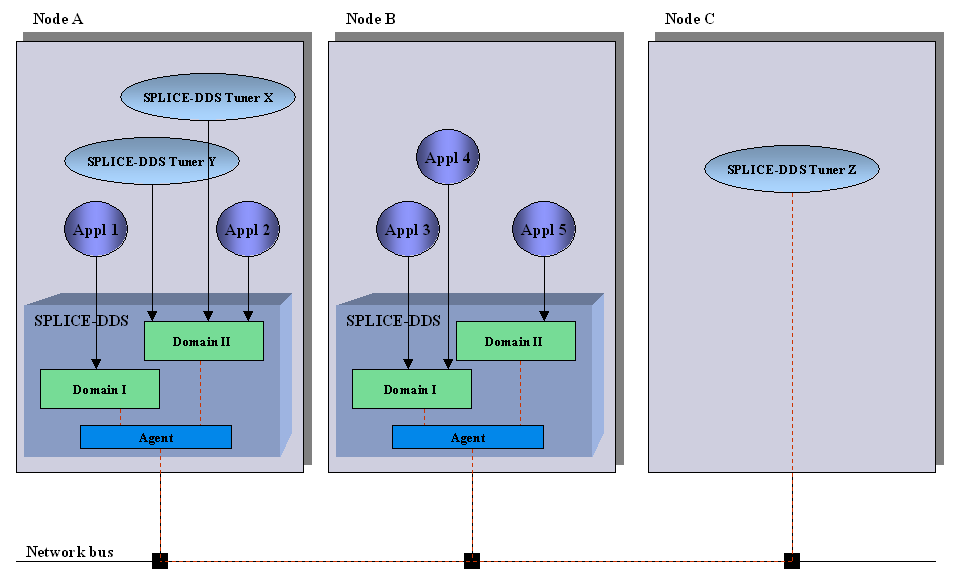 Node A
Node B
Node C
SPLICE-DDS Tuner X
SPLICE-DDS Tuner Y
Appl 1
Appl 2
SPLICE-DDS
Domain II
Domain I
Agent
Appl 4
Appl 3
Appl 5
SPLICE-DDS
Domain II
Domain I
Agent
SPLICE-DDS Tuner Z
Network bus